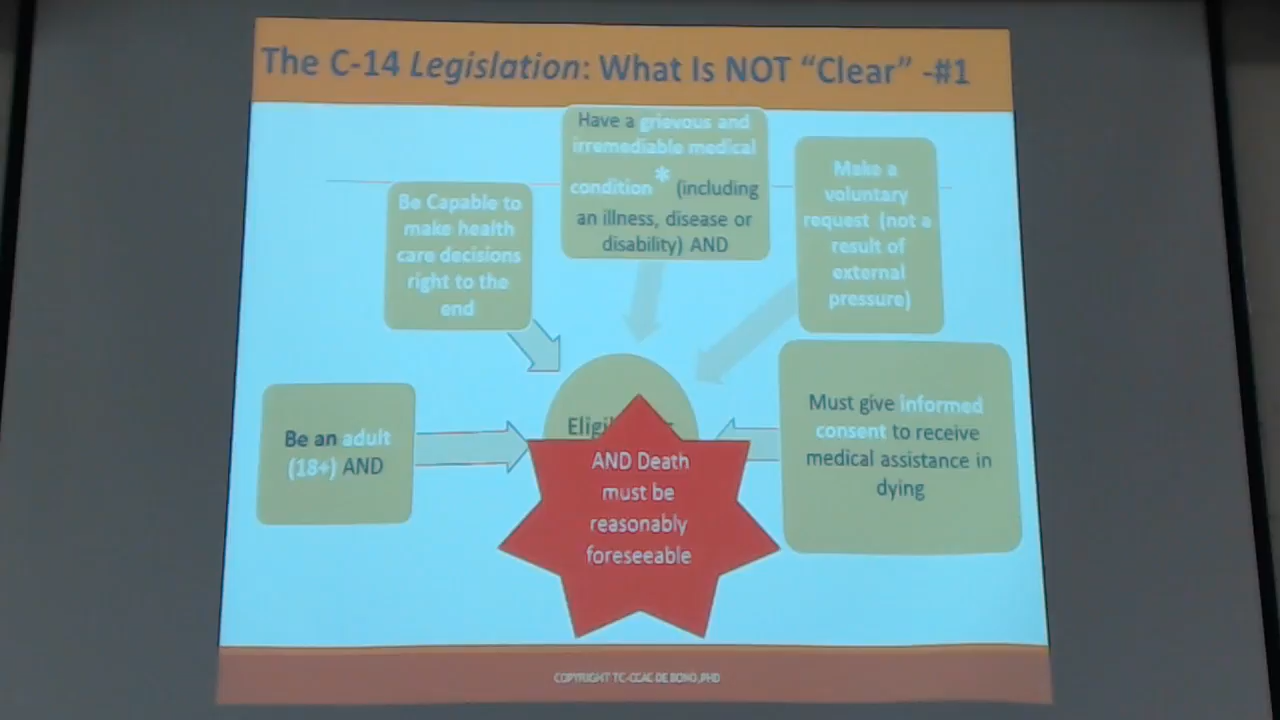 The C-14 Legislation: What Is NOT “Clear” -#1
Have a grievous and
irremediable medical
condition* (including
an illness, disease or
disability) AND
Make a
voluntary
request (not a
result of
external
pressure)
Be Capable to
make health
care decisions
right to the
end
Be an adult
(18+) AND
Must give informed
consent to receive
medical assistance in
dying
AND Death
must be
reasonably
foreseeable
COPYRIGHT TC-CCAC DE BONO,PHD